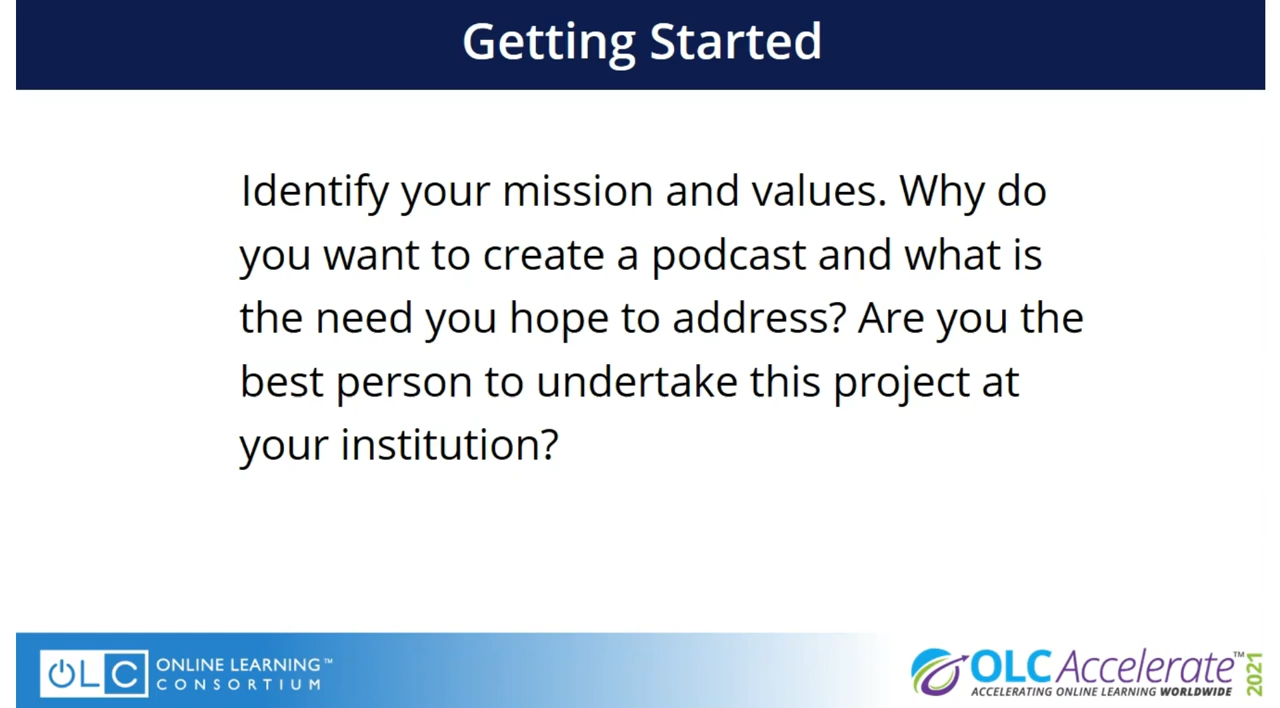 Getting Started
Identify your mission and values. Why do
you want to create a podcast and what is
the need you hope to address? Are you the
best person to undertake this project at
your institution?
OLC ONLINE LEARNING™
CONSORTIUM
OLC Accelerate™ 2021
ACCELERATING ONLINE LEARNING WORLDWIDE